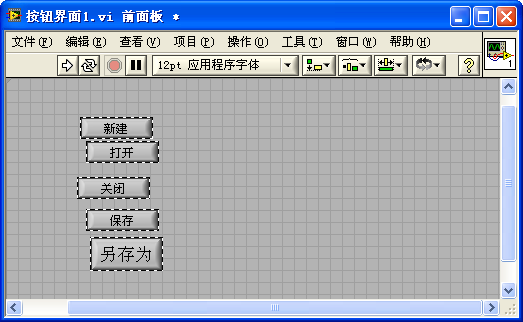 按钮界面1.vi 前面板 *
文件(F) 编辑(E) 查看(V) 项目(P) 操作(O) 工具(T) 窗口(W) 帮助(H)
12pt 应用程序字体
?
1
新建
打开
关闭
保存
另存为